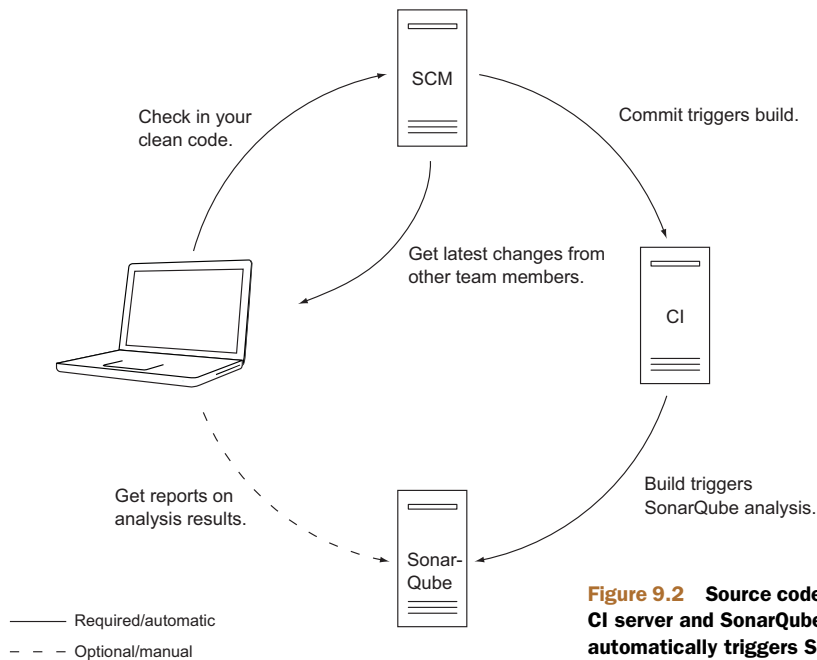 SCM
Check in your
clean code.
Commit triggers build.
Get latest changes from
other team members.
CI
Get reports on
analysis results.
Build triggers
SonarQube analysis.
Sonar-
Qube
Required/automatic
Optional/manual
Figure 9.2 Source code
CI server and SonarQube
automatically triggers S